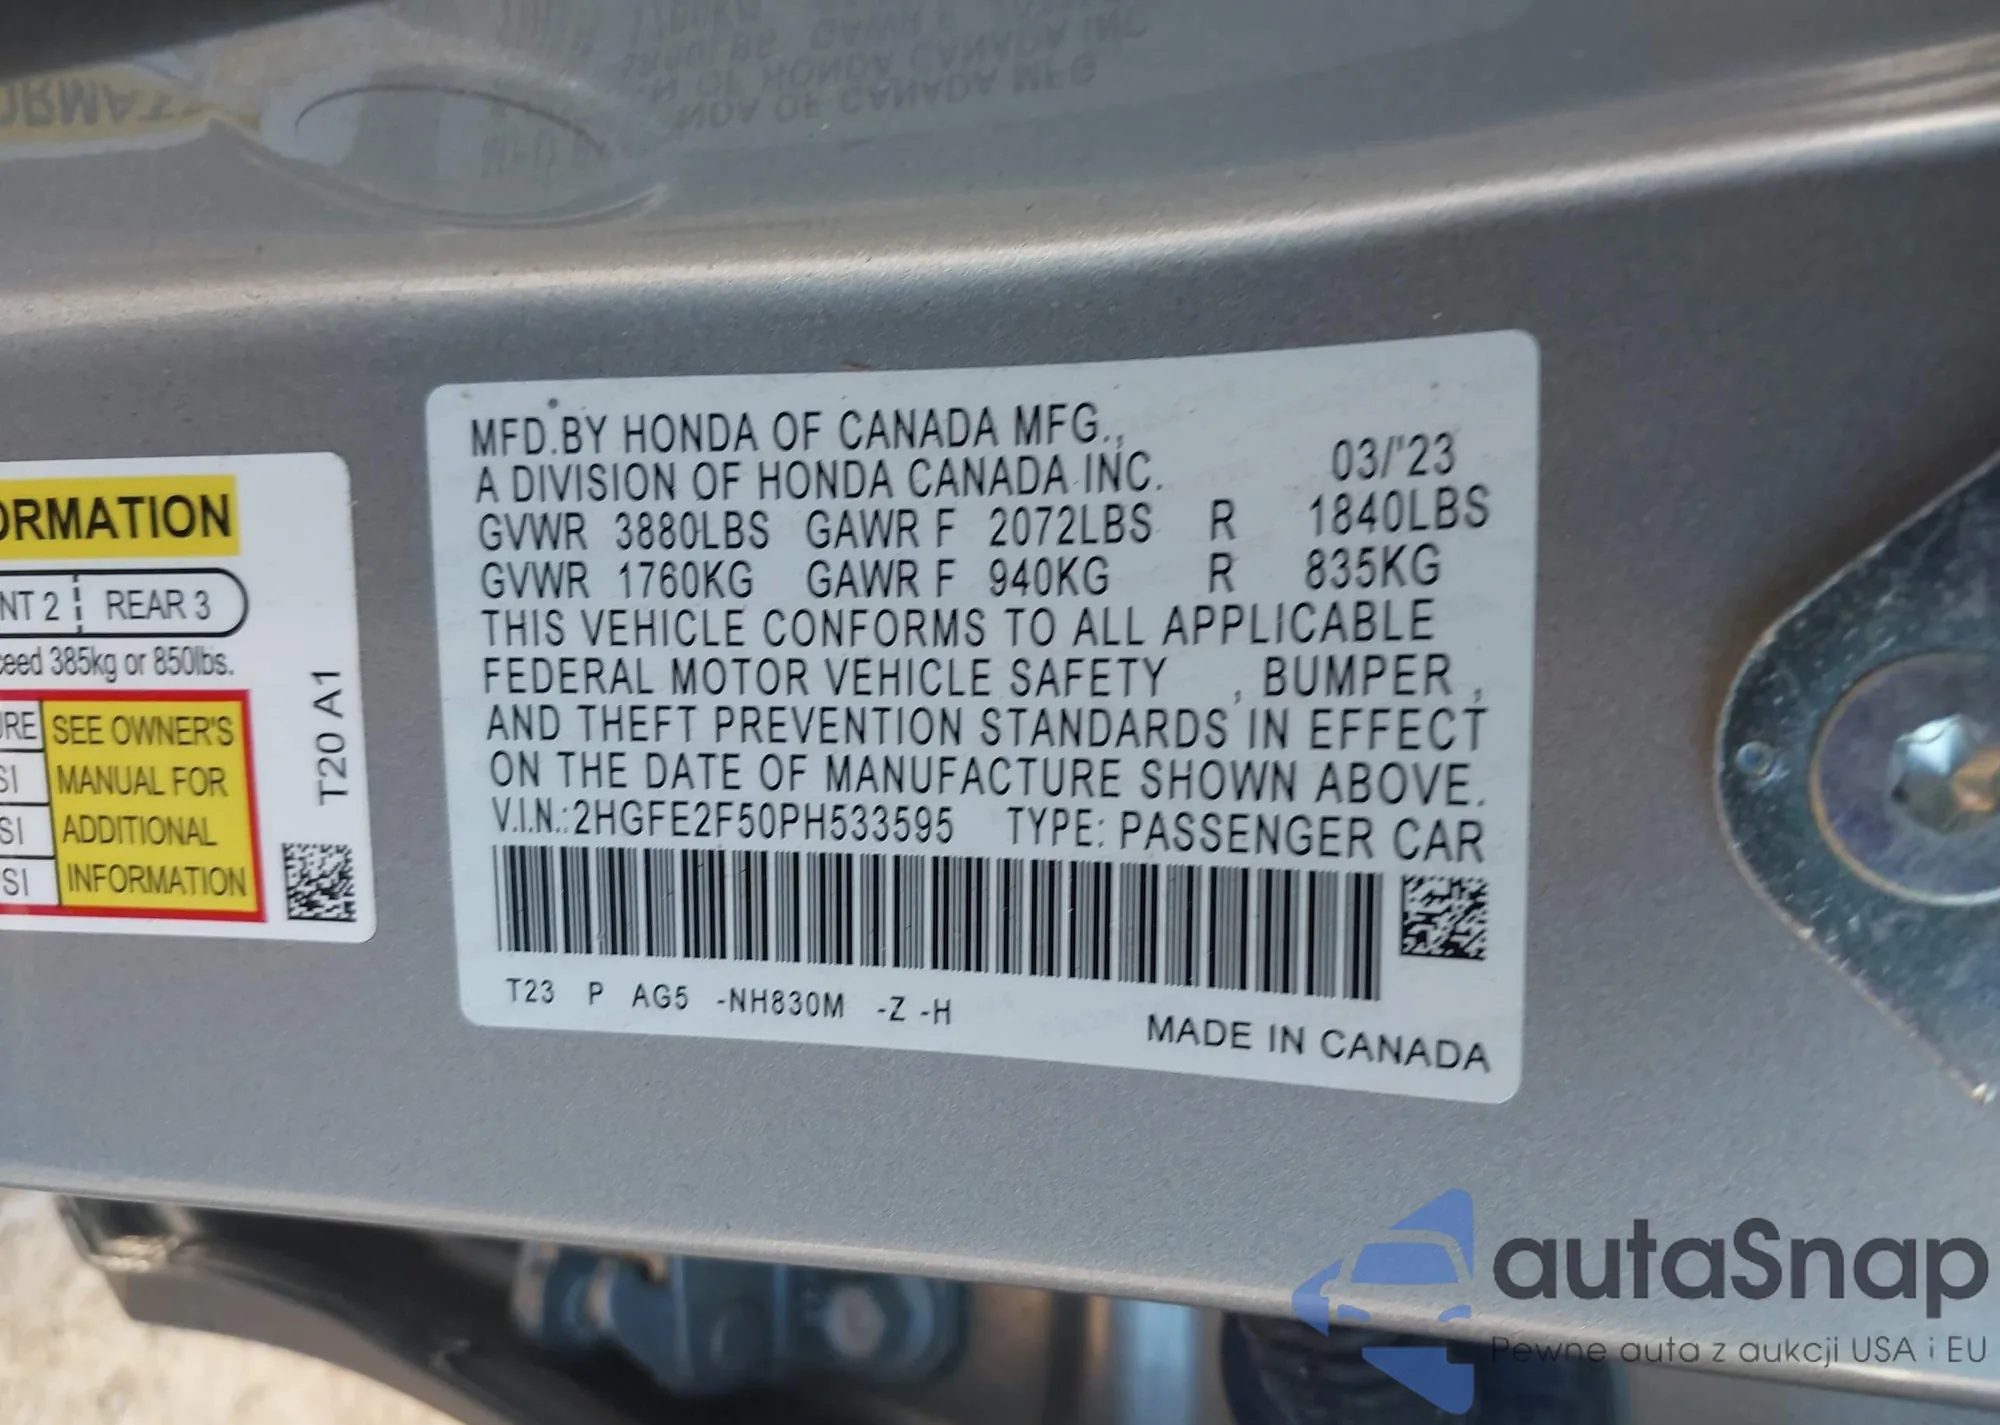 ORMATION
NT 2 REAR 3
ceed 385kg or 850lbs.
URE SEE OWNER'S
SI MANUAL FOR
SI ADDITIONAL
SI INFORMATION
T20 A1
MFD.BY HONDA OF CANADA MFG.,
A DIVISION OF HONDA CANADA INC. 03/'23
GVWR 3880LBS GAWR F 2072LBS R 1840LBS
GVWR 1760KG GAWR F 940KG R 835KG
THIS VEHICLE CONFORMS TO ALL APPLICABLE
FEDERAL MOTOR VEHICLE SAFETY , BUMPER ,
AND THEFT PREVENTION STANDARDS IN EFFECT
ON THE DATE OF MANUFACTURE SHOWN ABOVE.
V.I.N.:2HGFE2F50PH533595 TYPE: PASSENGER CAR
T23 P AG5 -NH830M -Z -H
MADE IN CANADA
autaSnap
Pewne auta z aukcji USA i EU